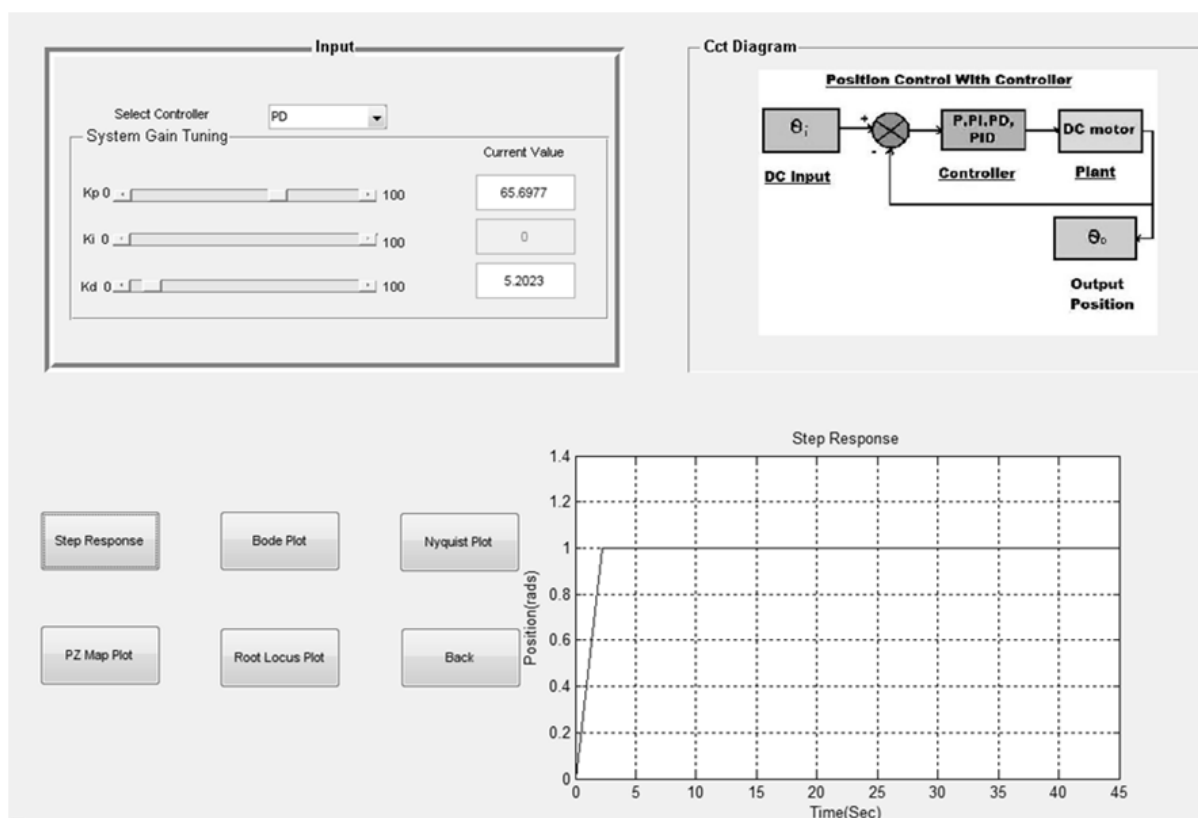 Input
Select Controller
PD
System Gain Tuning
Current Value
Kp 0
100
65.6977
Ki 0
100
0
Kd 0
100
5.2023
Cct Diagram
Position Control With Controller
Θi
+
-
P,PI,PD,
PID
DC motor
DC Input
Controller
Plant
Θo
Output
Position
Step Response
Bode Plot
Nyquist Plot
PZ Map Plot
Root Locus Plot
Back
Step Response
Position(rads)
1.4
1.2
1
0.8
0.6
0.4
0.2
0
0 5 10 15 20 25 30 35 40 45
Time(Sec)